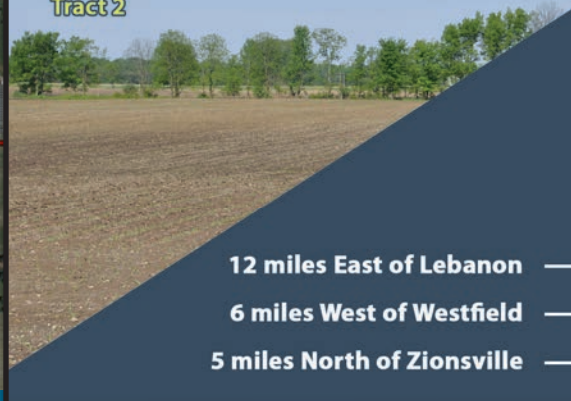 Tract 2
12 miles East of Lebanon
6 miles West of Westfield
5 miles North of Zionsville